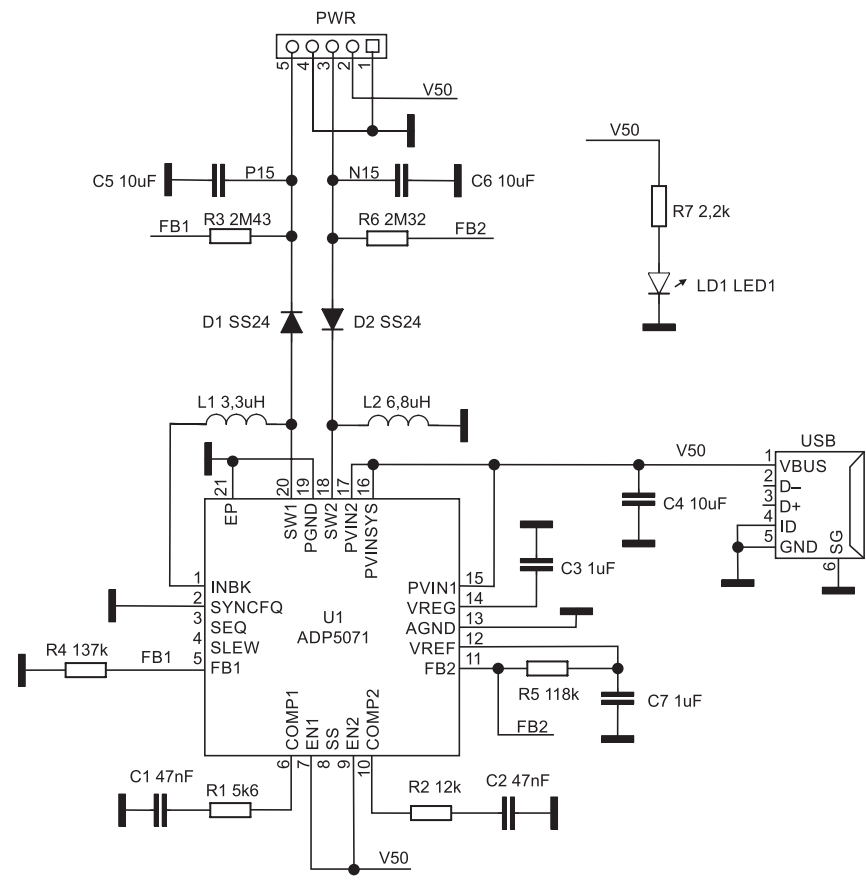 PWR
5 4 3 2 1
V50
V50
C5 10uF P15 N15 C6 10uF
R7 2,2k
FB1 R3 2M43 R6 2M32 FB2
LD1 LED1
D1 SS24 D2 SS24
L1 3,3uH L2 6,8uH
V50 USB
21 20 19 18 17 16
1 VBUS
2 D–
3 D+
4 ID
5 GND
6 SG
C4 10uF
EP SW1 PGND SW2 PVIN2 PVINSYS
C3 1uF
1 INBK PVIN1 15
2 SYNCFQ VREG 14
3 SEQ AGND 13
4 SLEW VREF 12
5 FB1 FB2 11
U1
ADP5071
R4 137k FB1
R5 118k
C7 1uF
FB2
COMP1 EN1 SS EN2 COMP2
6 7 8 9 10
C1 47nF R1 5k6 R2 12k C2 47nF
V50